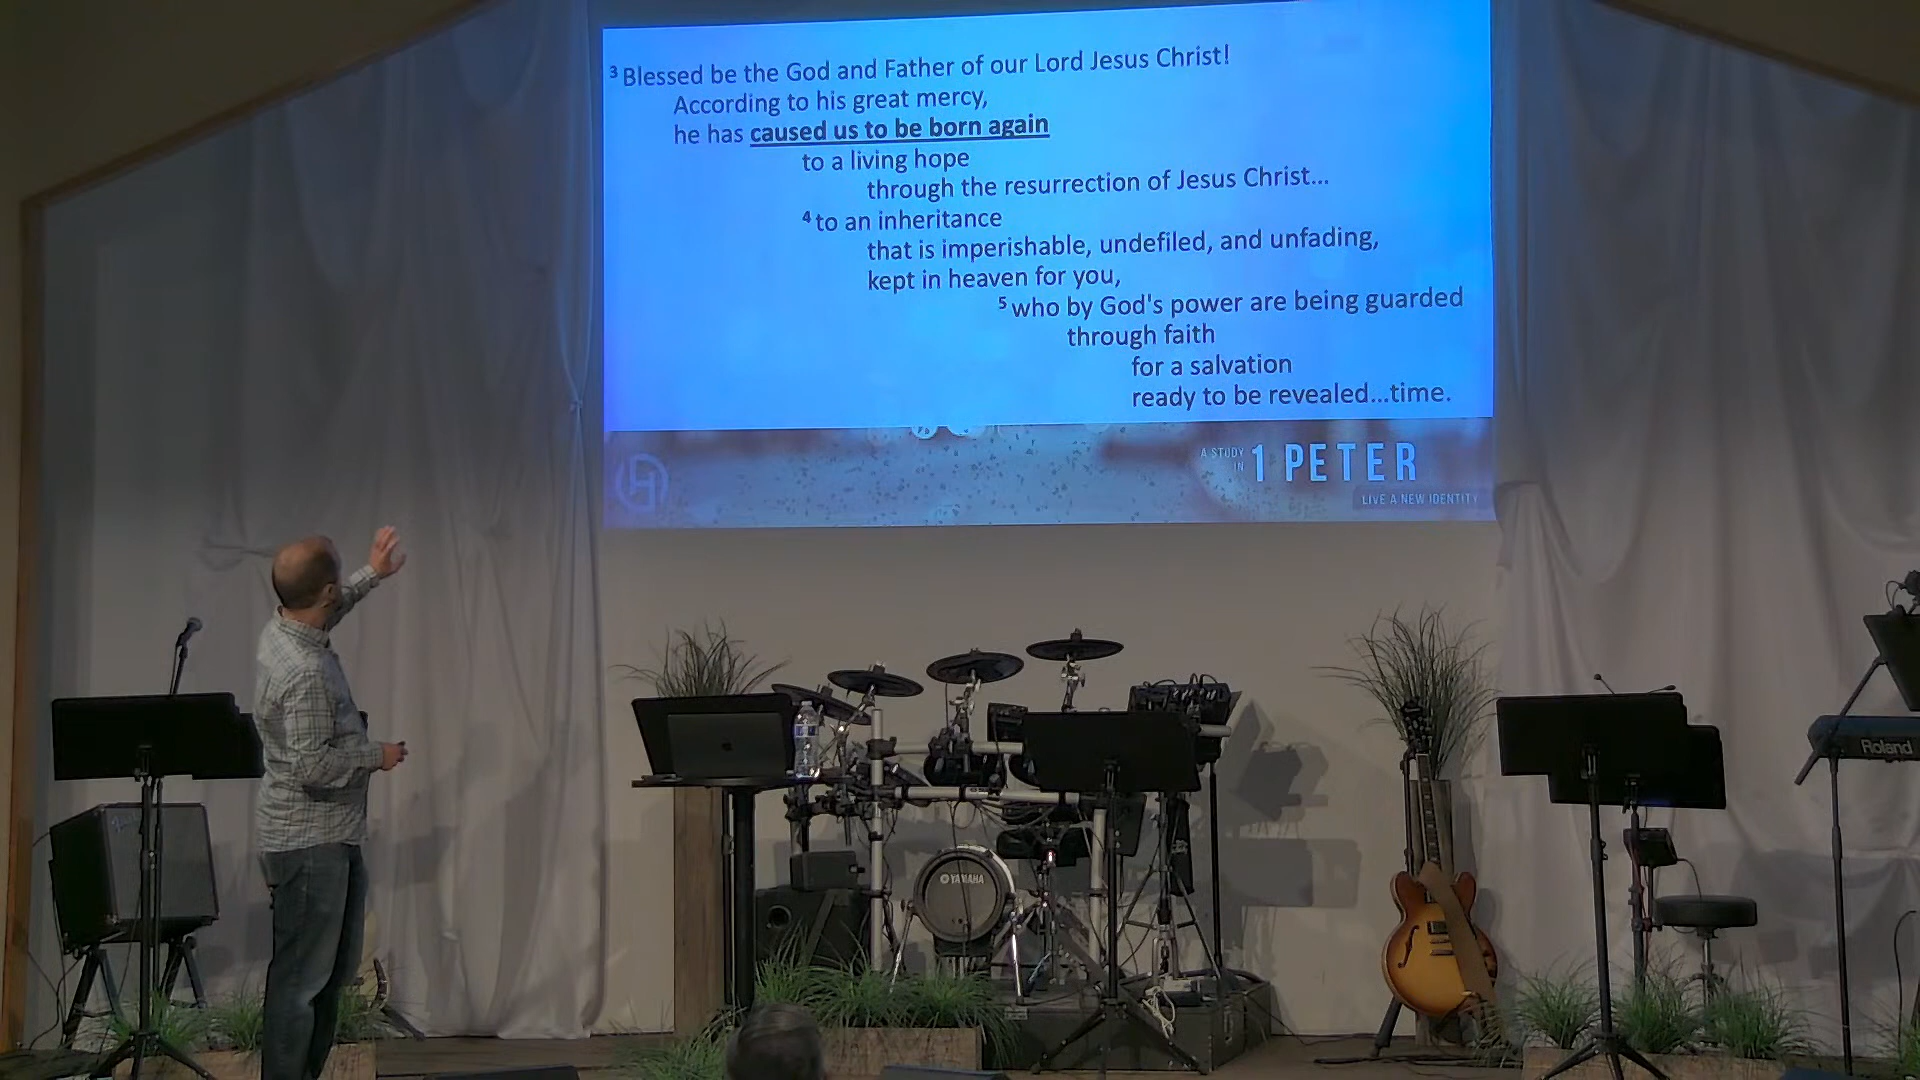 ³ Blessed be the God and Father of our Lord Jesus Christ!
According to his great mercy,
he has caused us to be born again
to a living hope
through the resurrection of Jesus Christ...
⁴ to an inheritance
that is imperishable, undefiled, and unfading,
kept in heaven for you,
⁵ who by God's power are being guarded
through faith
for a salvation
ready to be revealed...time.
A STUDY IN
1 PETER
LIVE A NEW IDENTITY
YAMAHA
Roland